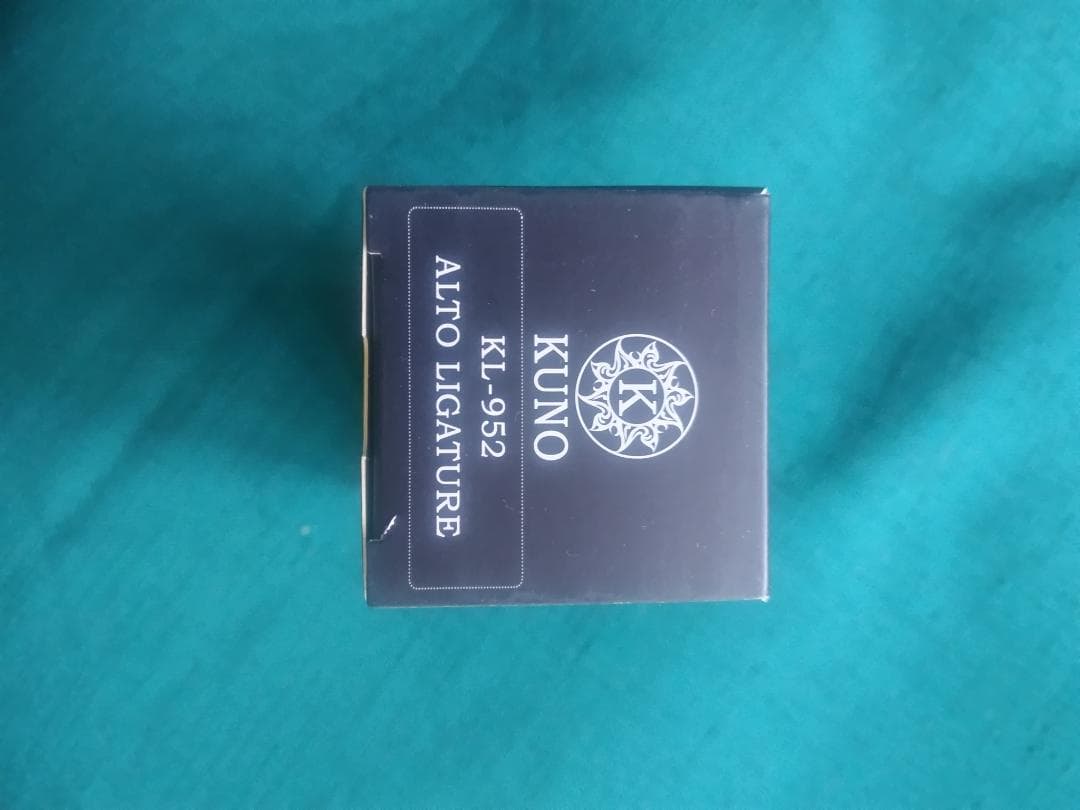 K
KUNO
KL-952
ALTO LIGATURE